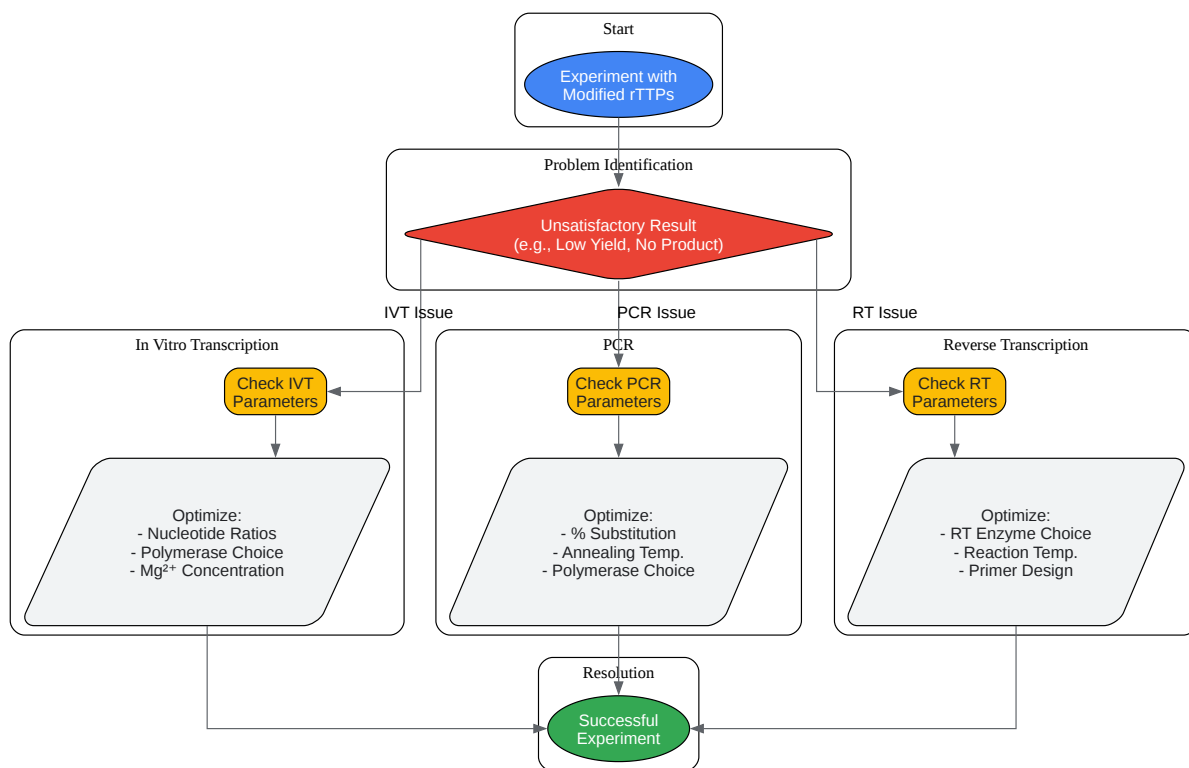 Start
Experiment with
Modified rTTPs
Problem Identification
Unsatisfactory Result
(e.g., Low Yield, No Product)
IVT Issue
PCR Issue
RT Issue
In Vitro Transcription
Check IVT
Parameters
Optimize:
- Nucleotide Ratios
- Polymerase Choice
- Mg²⁺ Concentration
PCR
Check PCR
Parameters
Optimize:
- % Substitution
- Annealing Temp.
- Polymerase Choice
Reverse Transcription
Check RT
Parameters
Optimize:
- RT Enzyme Choice
- Reaction Temp.
- Primer Design
Resolution
Successful
Experiment